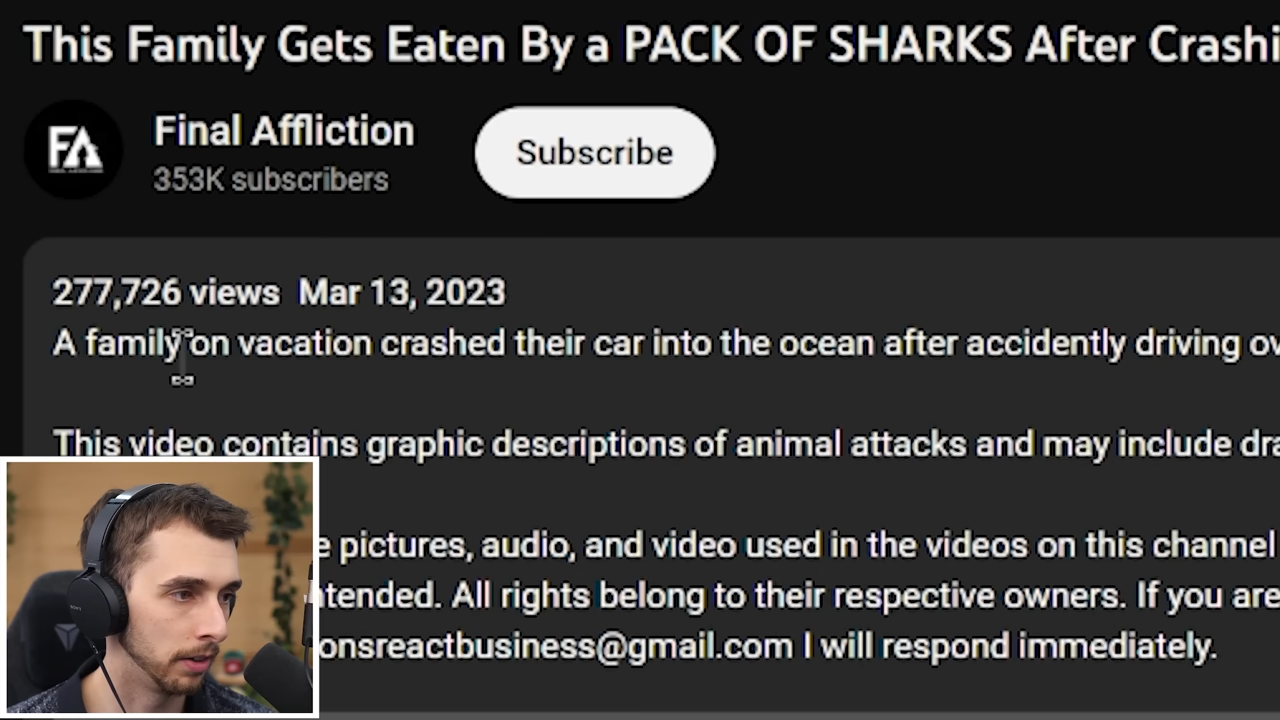 This Family Gets Eaten By a PACK OF SHARKS After Crashi
FA
Final Affliction
353K subscribers
Subscribe
277,726 views Mar 13, 2023
A family on vacation crashed their car into the ocean after accidently driving ov
This video contains graphic descriptions of animal attacks and may include dra
e pictures, audio, and video used in the videos on this channel
ntended. All rights belong to their respective owners. If you are
onsreactbusiness@gmail.com I will respond immediately.
SONY